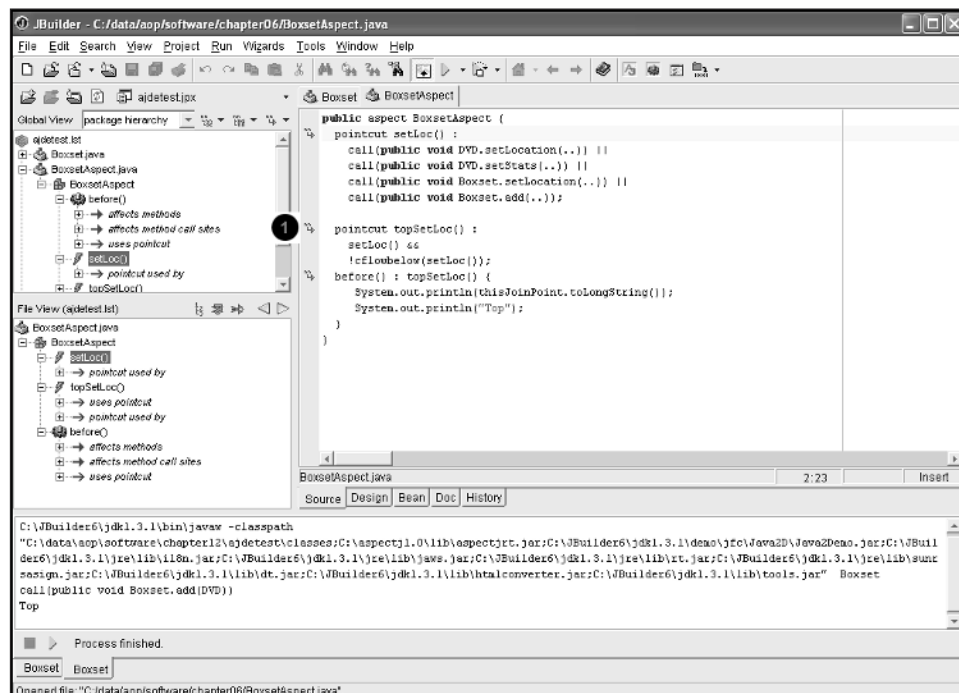 JBuilder - C:/data/aop/software/chapter06/BoxsetAspect.java
File Edit Search View Project Run Wizards Tools Window Help
ajdetest.jpx
Boxset BoxsetAspect
Global View package hierarchy
ajdetest.lst
Boxset.java
BoxsetAspect.java
BoxsetAspect
before()
affects methods
affects method call sites
uses pointcut
setLoc()
pointcut used by
topSetLoc()
File View (ajdetest.lst)
BoxsetAspect.java
BoxsetAspect
setLoc()
pointcut used by
topSetLoc()
uses pointcut
pointcut used by
before()
affects methods
affects method call sites
uses pointcut
1
public aspect BoxsetAspect {
pointcut setLoc() :
call(public void DVD.setLocation(..)) ||
call(public void DVD.setStats(..)) ||
call(public void Boxset.setLocation(..)) ||
call(public void Boxset.add(..));
pointcut topSetLoc() :
setLoc() &&
!cflowbelow(setLoc());
before() : topSetLoc() {
System.out.println(thisJoinPoint.toLongString());
System.out.println("Top");
}
}
BoxsetAspect.java 2:23 Insert
Source Design Bean Doc History
C:\JBuilder6\jdk1.3.1\bin\javaw -classpath
"C:\data\aop\software\chapter12\ajdetest\classes;C:\aspectj1.0\lib\aspectjrt.jar;C:\JBuilder6\jdk1.3.1\demo\jfc\Java2D\Java2Demo.jar;C:\JBuil
der6\jdk1.3.1\jre\lib\i18n.jar;C:\JBuilder6\jdk1.3.1\jre\lib\jaws.jar;C:\JBuilder6\jdk1.3.1\jre\lib\rt.jar;C:\JBuilder6\jdk1.3.1\jre\lib\sunr
sasign.jar;C:\JBuilder6\jdk1.3.1\lib\dt.jar;C:\JBuilder6\jdk1.3.1\lib\htmlconverter.jar;C:\JBuilder6\jdk1.3.1\lib\tools.jar" Boxset
call(public void Boxset.add(DVD))
Top
Process finished.
Boxset Boxset
Opened file: "C:/data/aop/software/chapter06/BoxsetAspect.java"